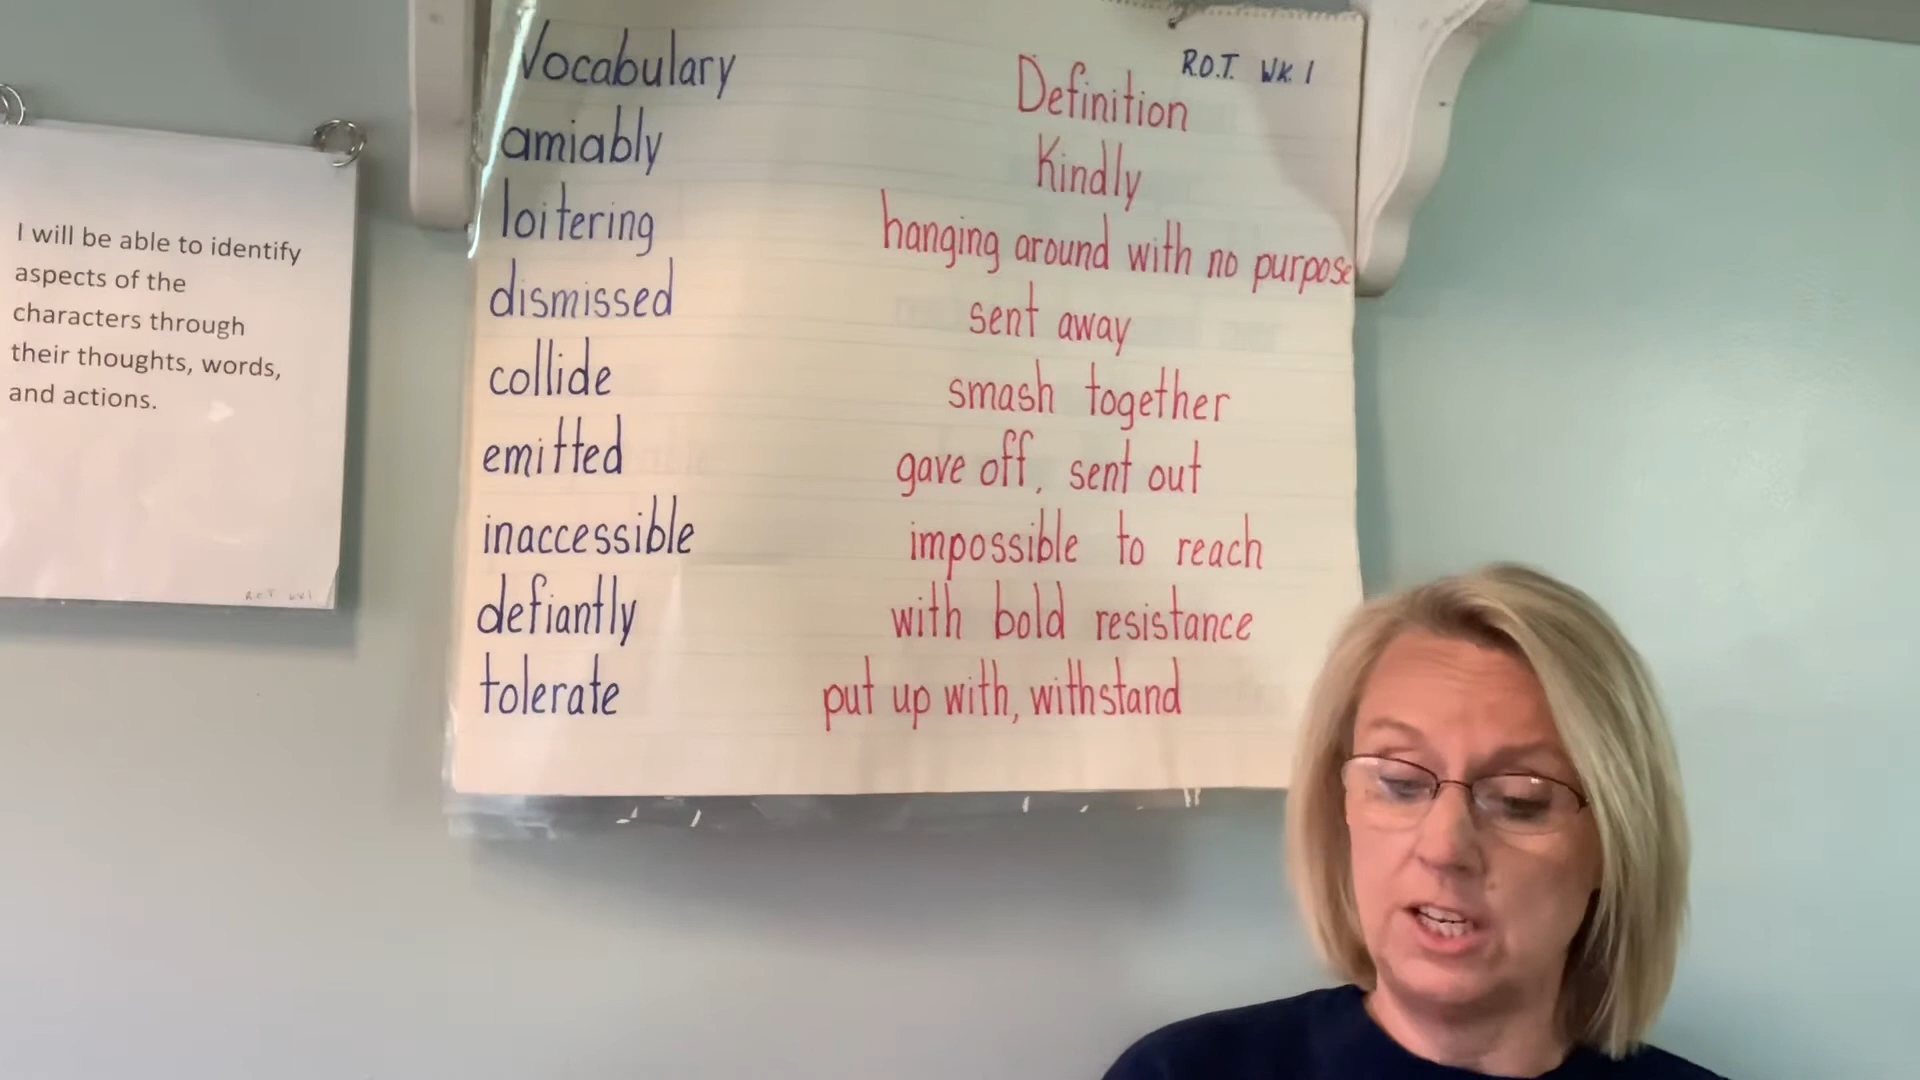 I will be able to identify
aspects of the
characters through
their thoughts, words,
and actions.
R.O.T. WK1
R.O.T. WK. 1
Vocabulary Definition
amiably Kindly
loitering hanging around with no purpose
dismissed sent away
collide smash together
emitted gave off, sent out
inaccessible impossible to reach
defiantly with bold resistance
tolerate put up with, withstand